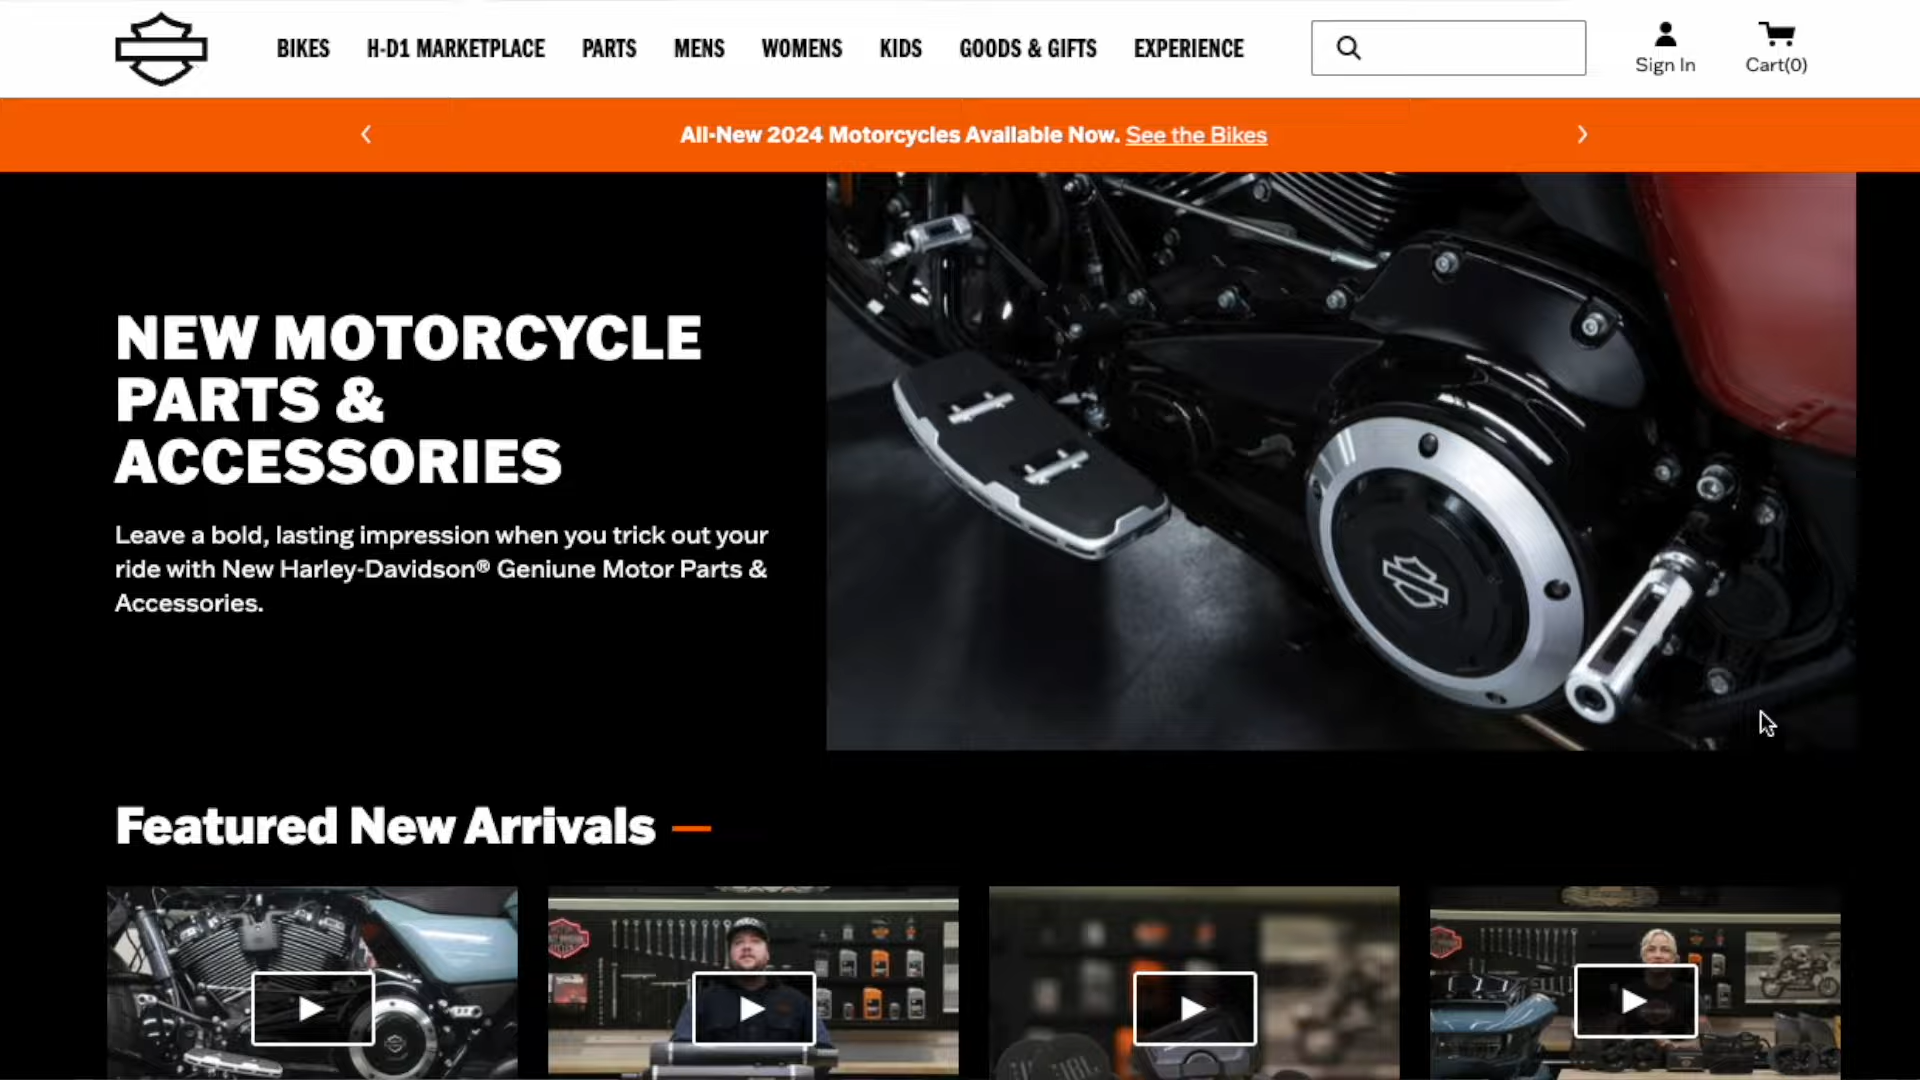 BIKES H-D1 MARKETPLACE PARTS MENS WOMENS KIDS GOODS & GIFTS EXPERIENCE Sign In Cart(0)
All-New 2024 Motorcycles Available Now. See the Bikes
NEW MOTORCYCLE
PARTS &
ACCESSORIES
Leave a bold, lasting impression when you trick out your
ride with New Harley-Davidson® Geniune Motor Parts &
Accessories.
Featured New Arrivals
JBL